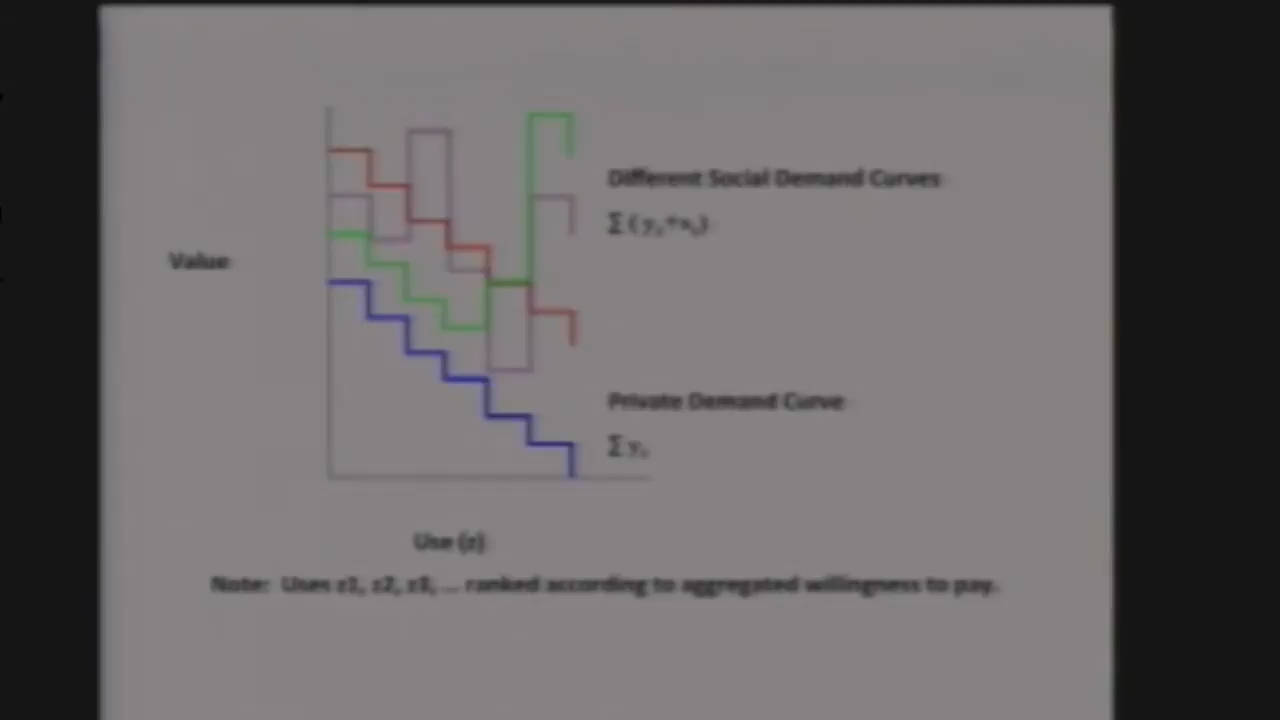 Different Social Demand Curves
Value
Private Demand Curve
Use (z)
Note: Uses z1, z2, z3, ... ranked according to aggregated willingness to pay.